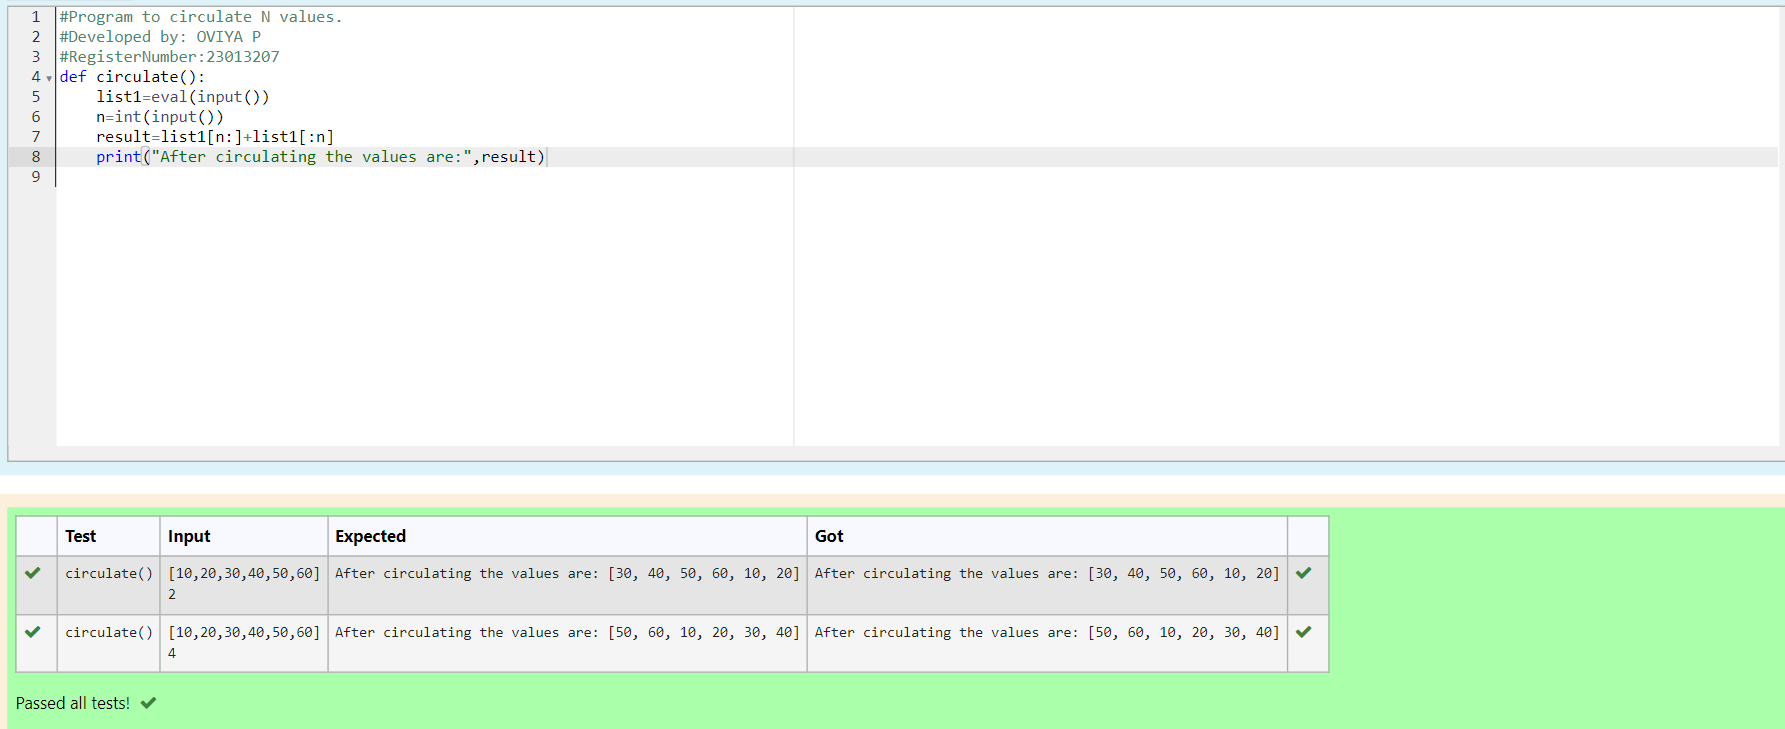 1 #Program to circulate N values.
2 #Developed by: OVIYA P
3 #RegisterNumber:23013207
4 def circulate():
5     list1=eval(input())
6     n=int(input())
7     result=list1[n:]+list1[:n]
8     print("After circulating the values are:",result)
9
Test Input Expected Got
circulate() [10,20,30,40,50,60] After circulating the values are: [30, 40, 50, 60, 10, 20] After circulating the values are: [30, 40, 50, 60, 10, 20]
2
circulate() [10,20,30,40,50,60] After circulating the values are: [50, 60, 10, 20, 30, 40] After circulating the values are: [50, 60, 10, 20, 30, 40]
4
Passed all tests!